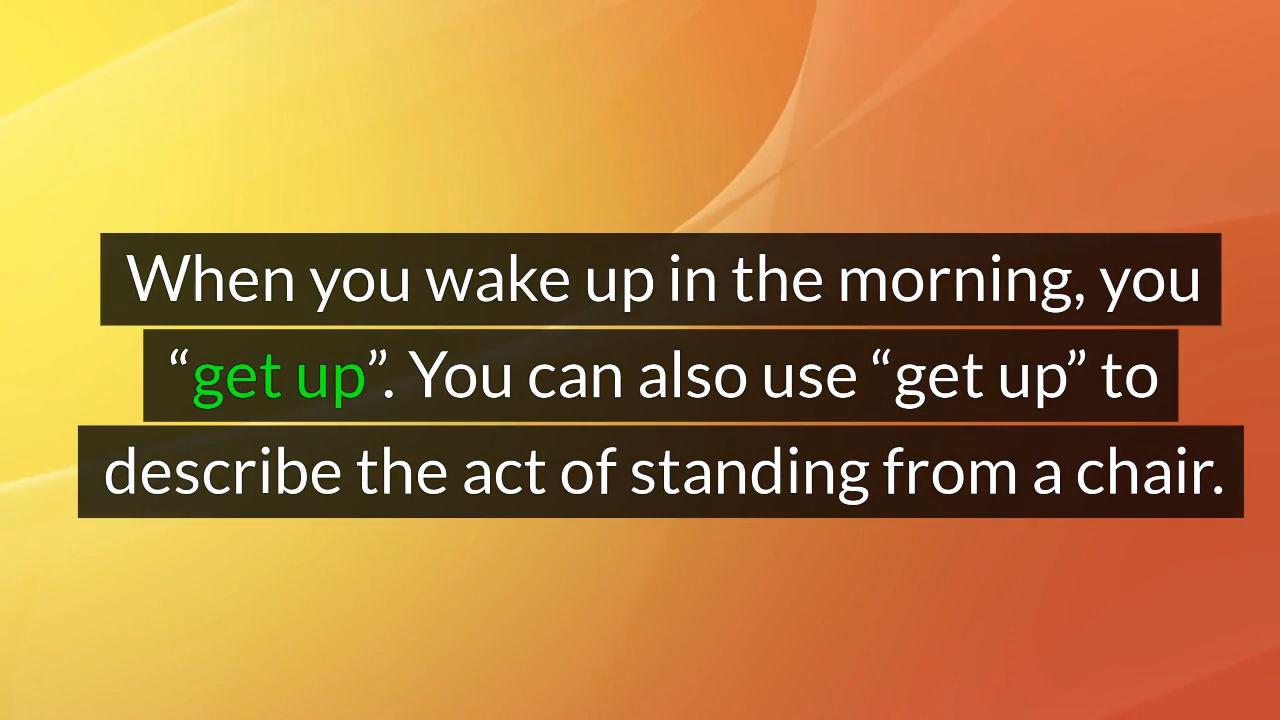 When you wake up in the morning, you
“get up”. You can also use “get up” to
describe the act of standing from a chair.